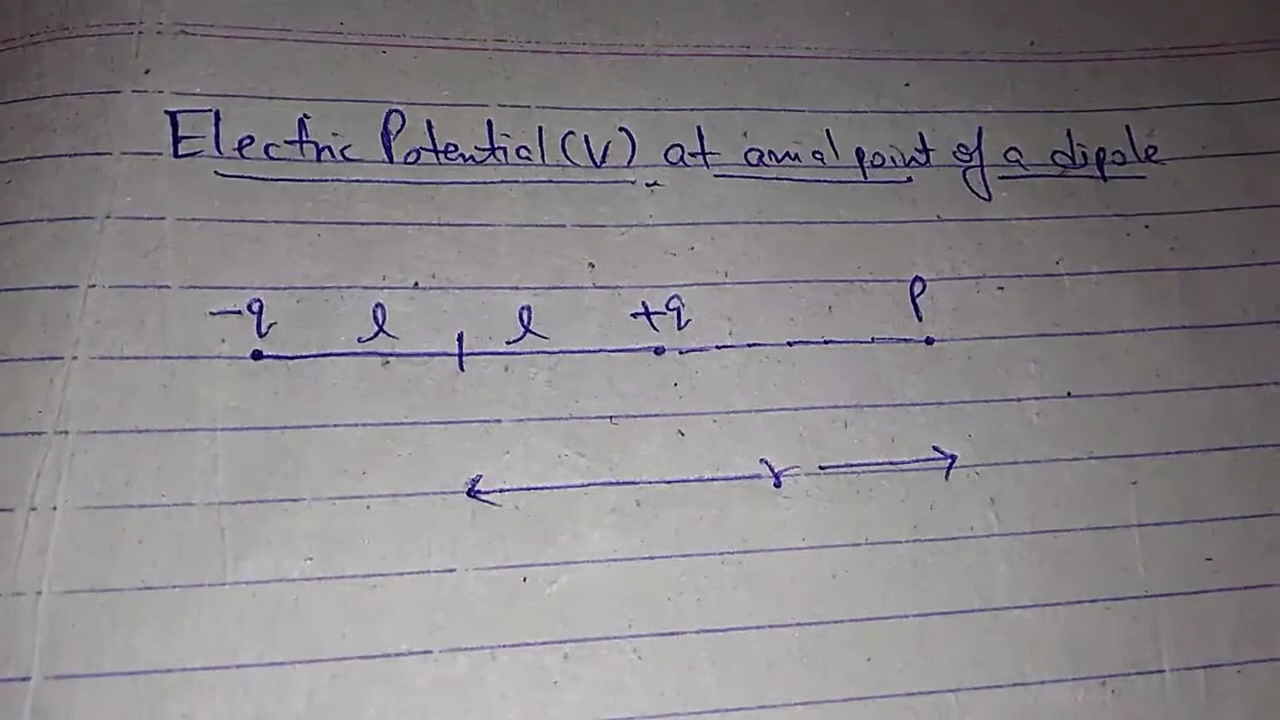 Electric Potential (V) at axial point of a dipole
-q l l +q P
r